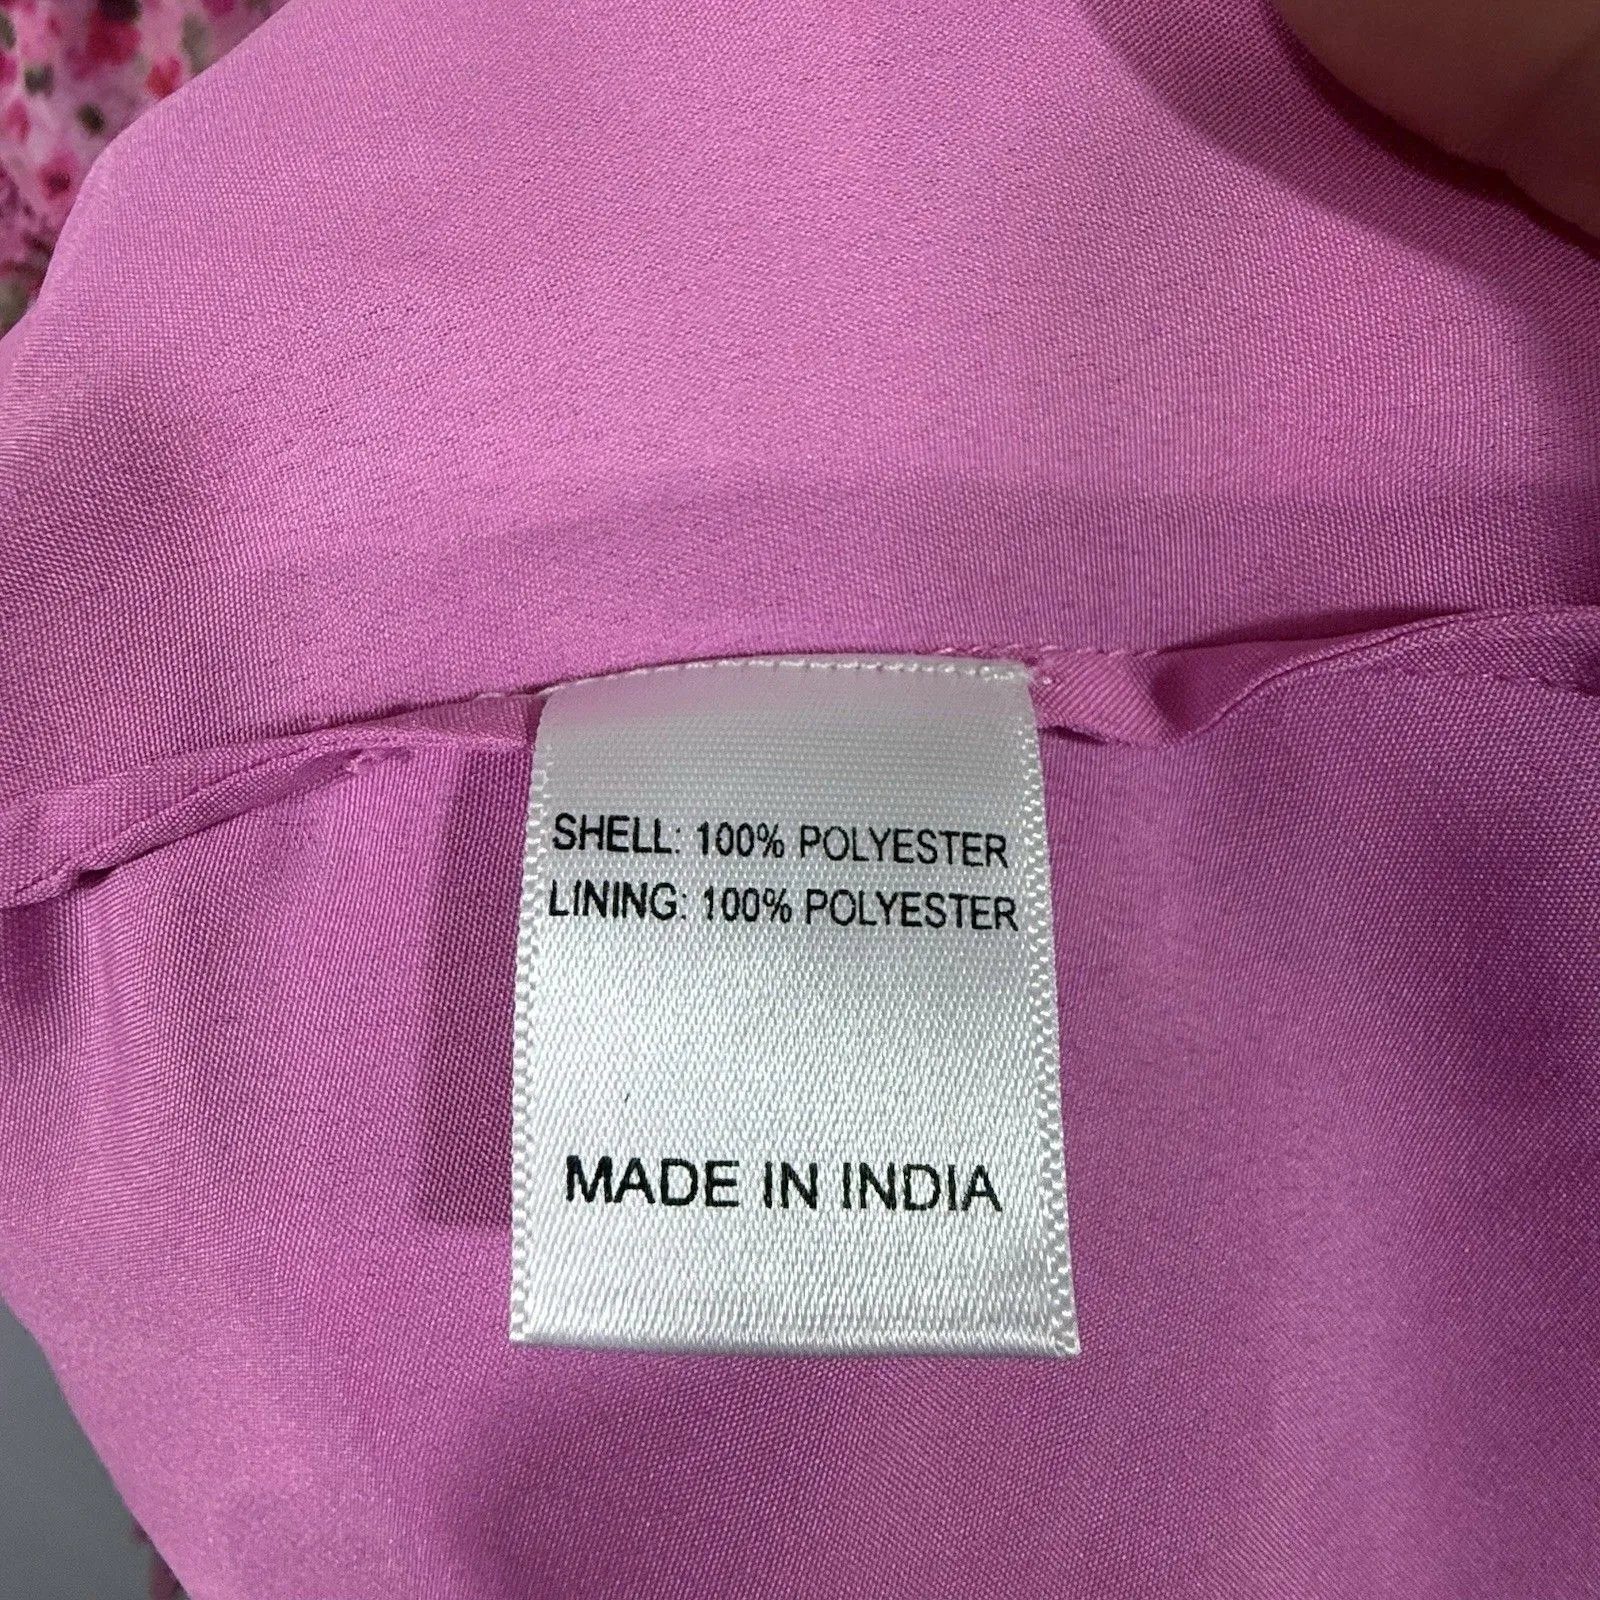 SHELL: 100% POLYESTER
LINING: 100% POLYESTER
MADE IN INDIA